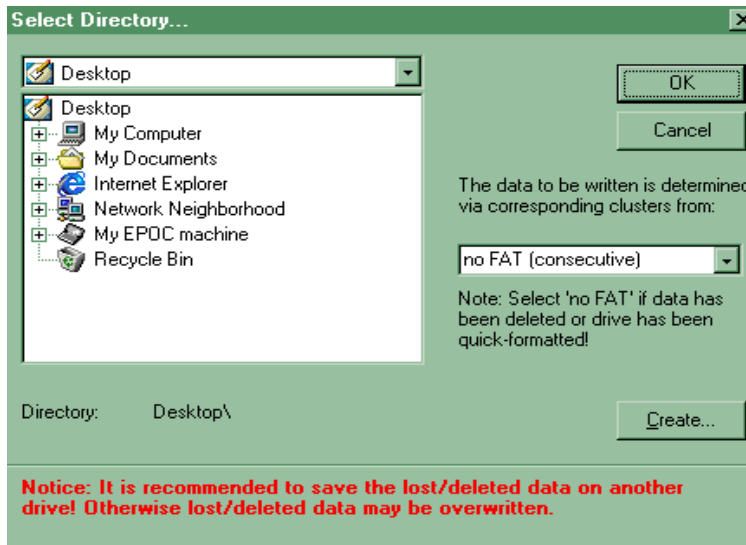 Select Directory...
Desktop
Desktop
My Computer
My Documents
Internet Explorer
Network Neighborhood
My EPOC machine
Recycle Bin
OK
Cancel
The data to be written is determined
via corresponding clusters from:
no FAT (consecutive)
Note: Select 'no FAT' if data has
been deleted or drive has been
quick-formatted!
Directory: Desktop\
Create...
Notice: It is recommended to save the lost/deleted data on another
drive! Otherwise lost/deleted data may be overwritten.